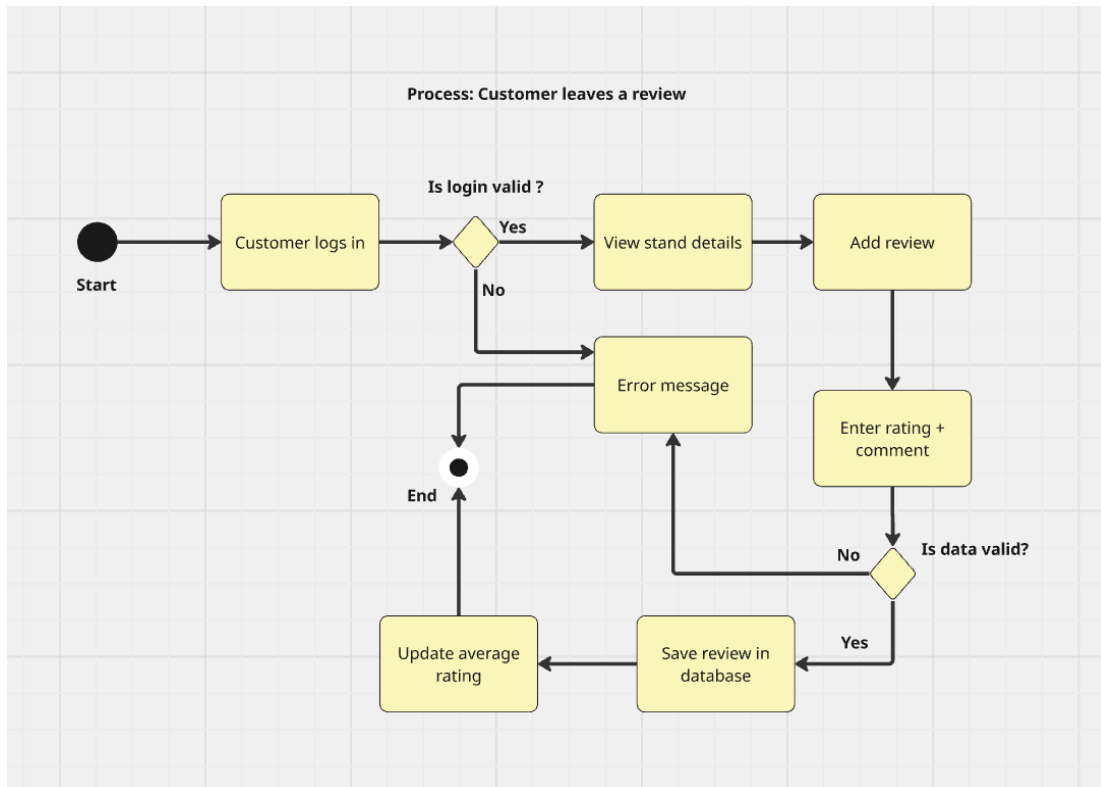 Process: Customer leaves a review
Is login valid ?
Customer logs in
Yes
View stand details
Add review
Start
No
Error message
Enter rating +
comment
End
No
Is data valid?
Yes
Update average
rating
Save review in
database